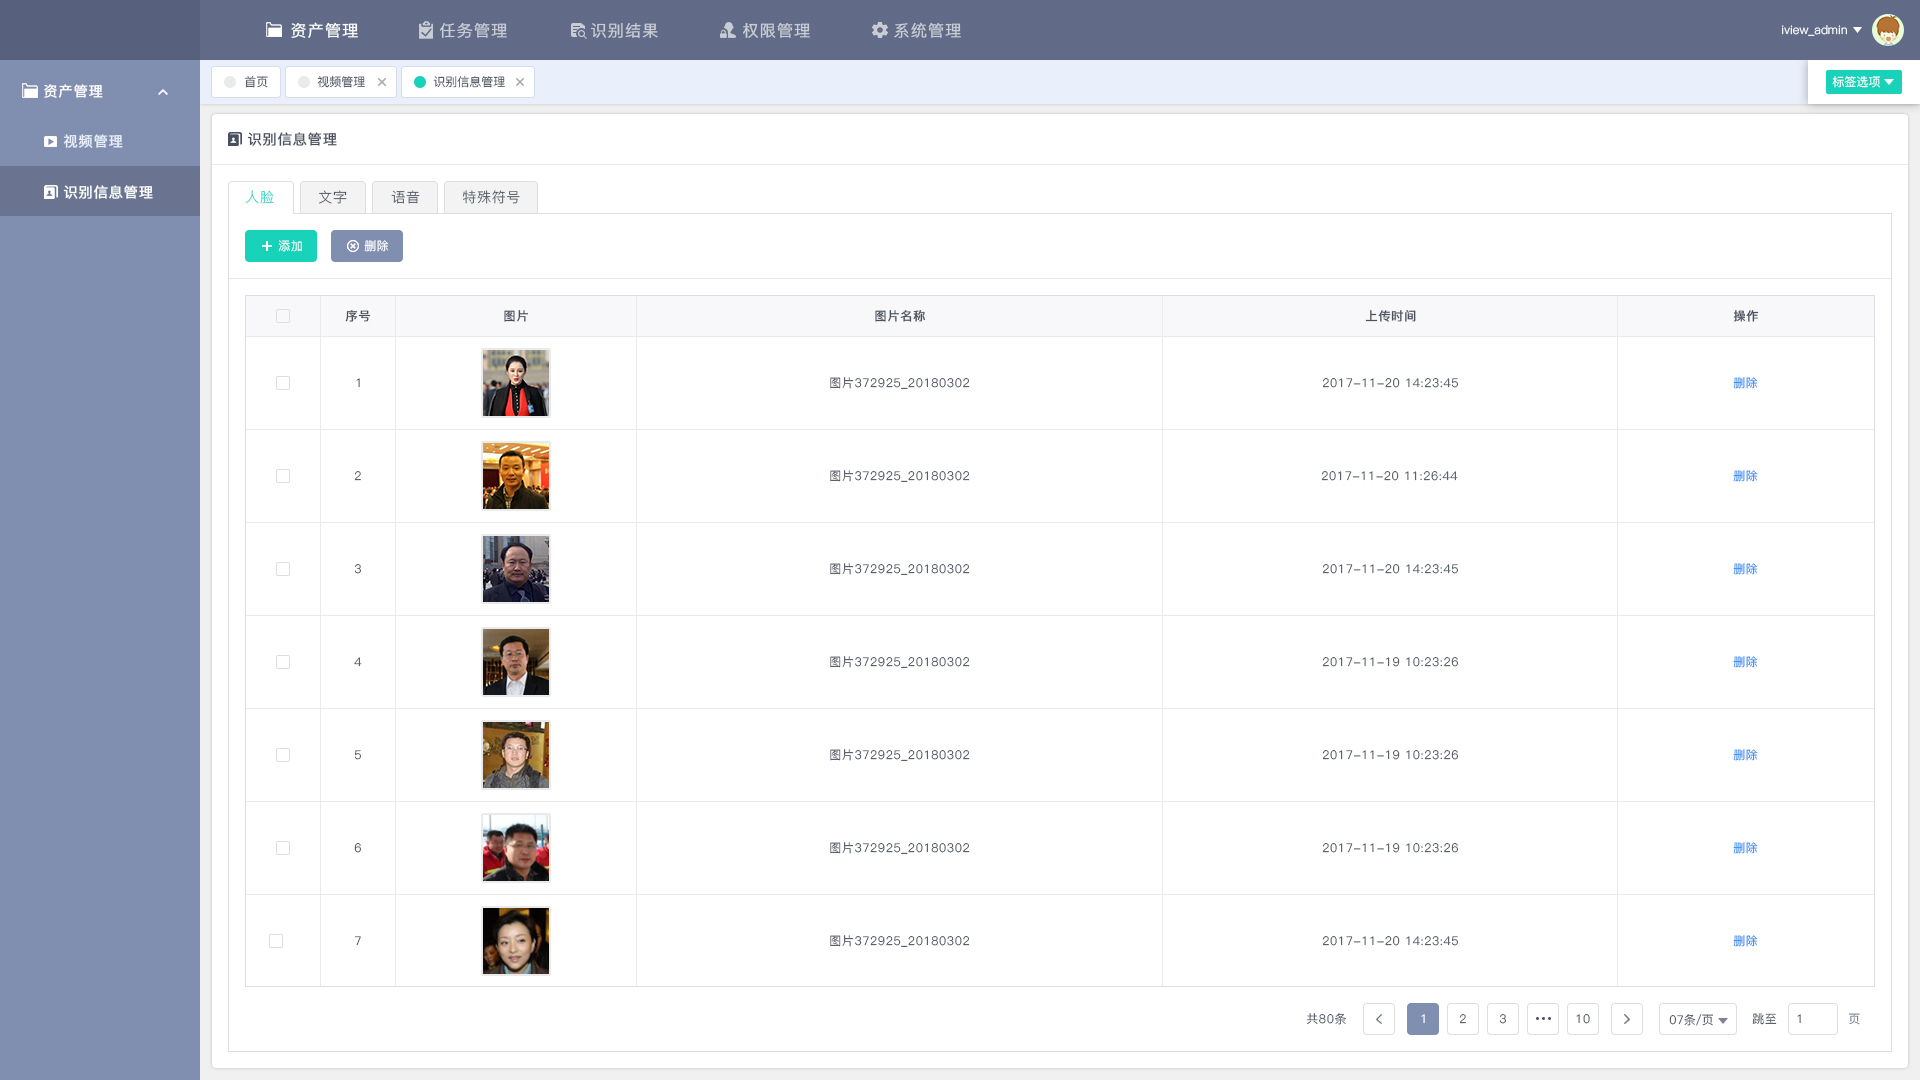 资产管理 任务管理 识别结果 权限管理 系统管理 iview_admin
资产管理
视频管理
识别信息管理
首页 视频管理 识别信息管理 标签选项
识别信息管理
人脸 文字 语音 特殊符号
添加 删除
序号 图片 图片名称 上传时间 操作
1 图片372925_20180302 2017-11-20 14:23:45 删除
2 图片372925_20180302 2017-11-20 11:26:44 删除
3 图片372925_20180302 2017-11-20 14:23:45 删除
4 图片372925_20180302 2017-11-19 10:23:26 删除
5 图片372925_20180302 2017-11-19 10:23:26 删除
6 图片372925_20180302 2017-11-19 10:23:26 删除
7 图片372925_20180302 2017-11-20 14:23:45 删除
共80条 1 2 3 ••• 10 07条/页 跳至 1 页